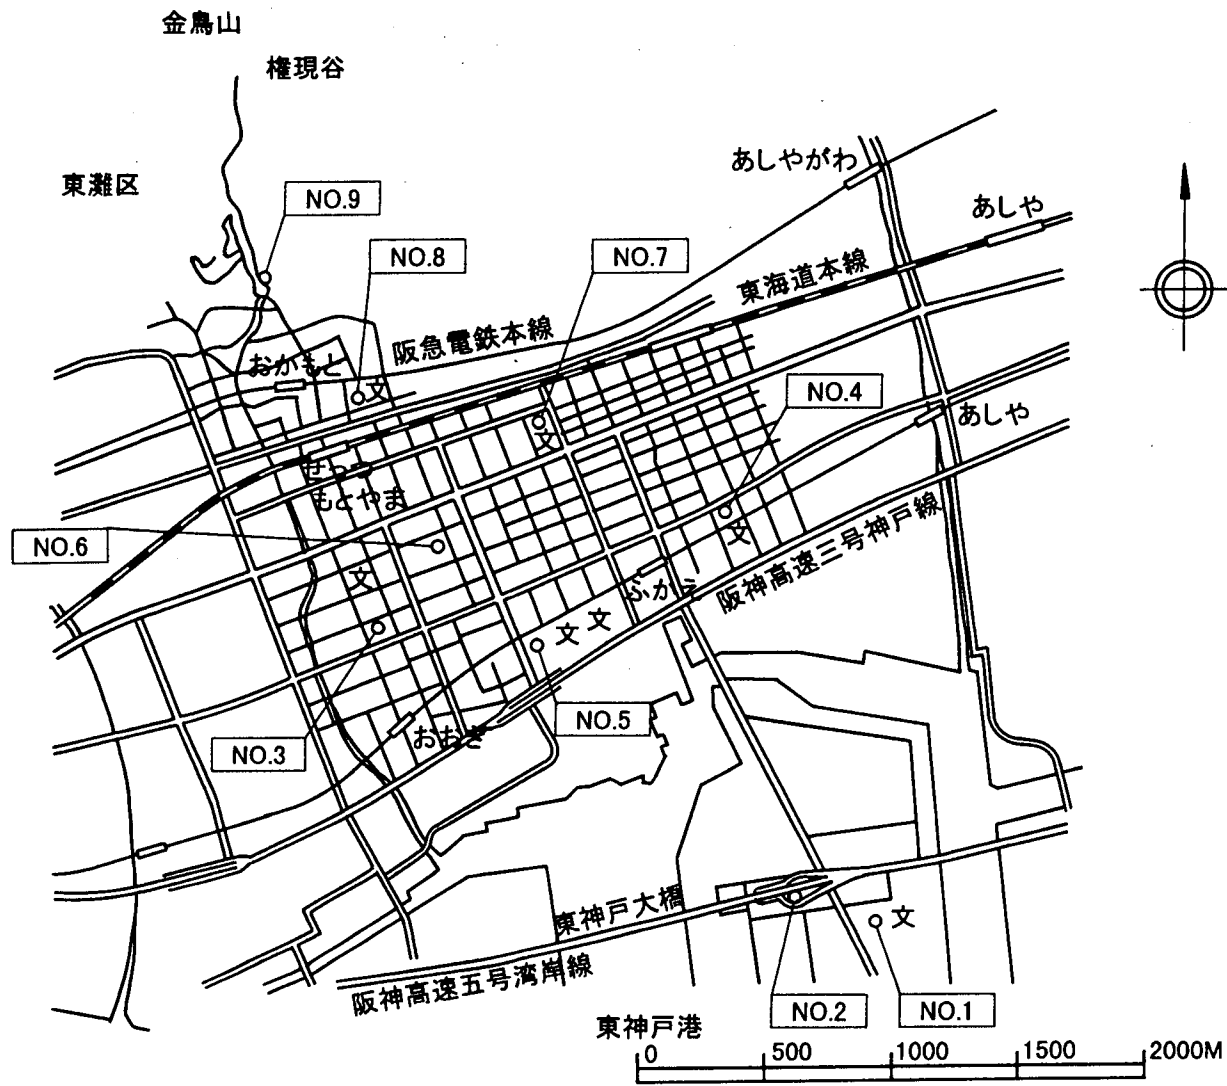 金鳥山
権現谷
東灘区
あしやがわ
あしや
NO.9
NO.8
NO.7
東海道本線
阪急電鉄本線
おかもと
文
NO.4
あしや
文
せっつ
もとやま
NO.6
文
文
ふかえ
阪神高速三号神戸線
文 文
NO.5
おおぎ
NO.3
東神戸大橋
文
阪神高速五号湾岸線
NO.2
NO.1
東神戸港
0 500 1000 1500 2000M